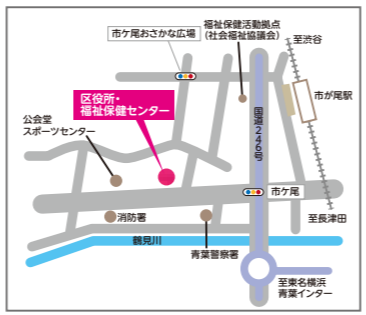 福祉保健活動拠点
（社会福祉協議会）
市ケ尾おさかな広場
至渋谷
区役所・
福祉保健センター
市が尾駅
公会堂
スポーツセンター
国道246号
市ケ尾
消防署
至長津田
鶴見川
青葉警察署
至東名横浜
青葉インター